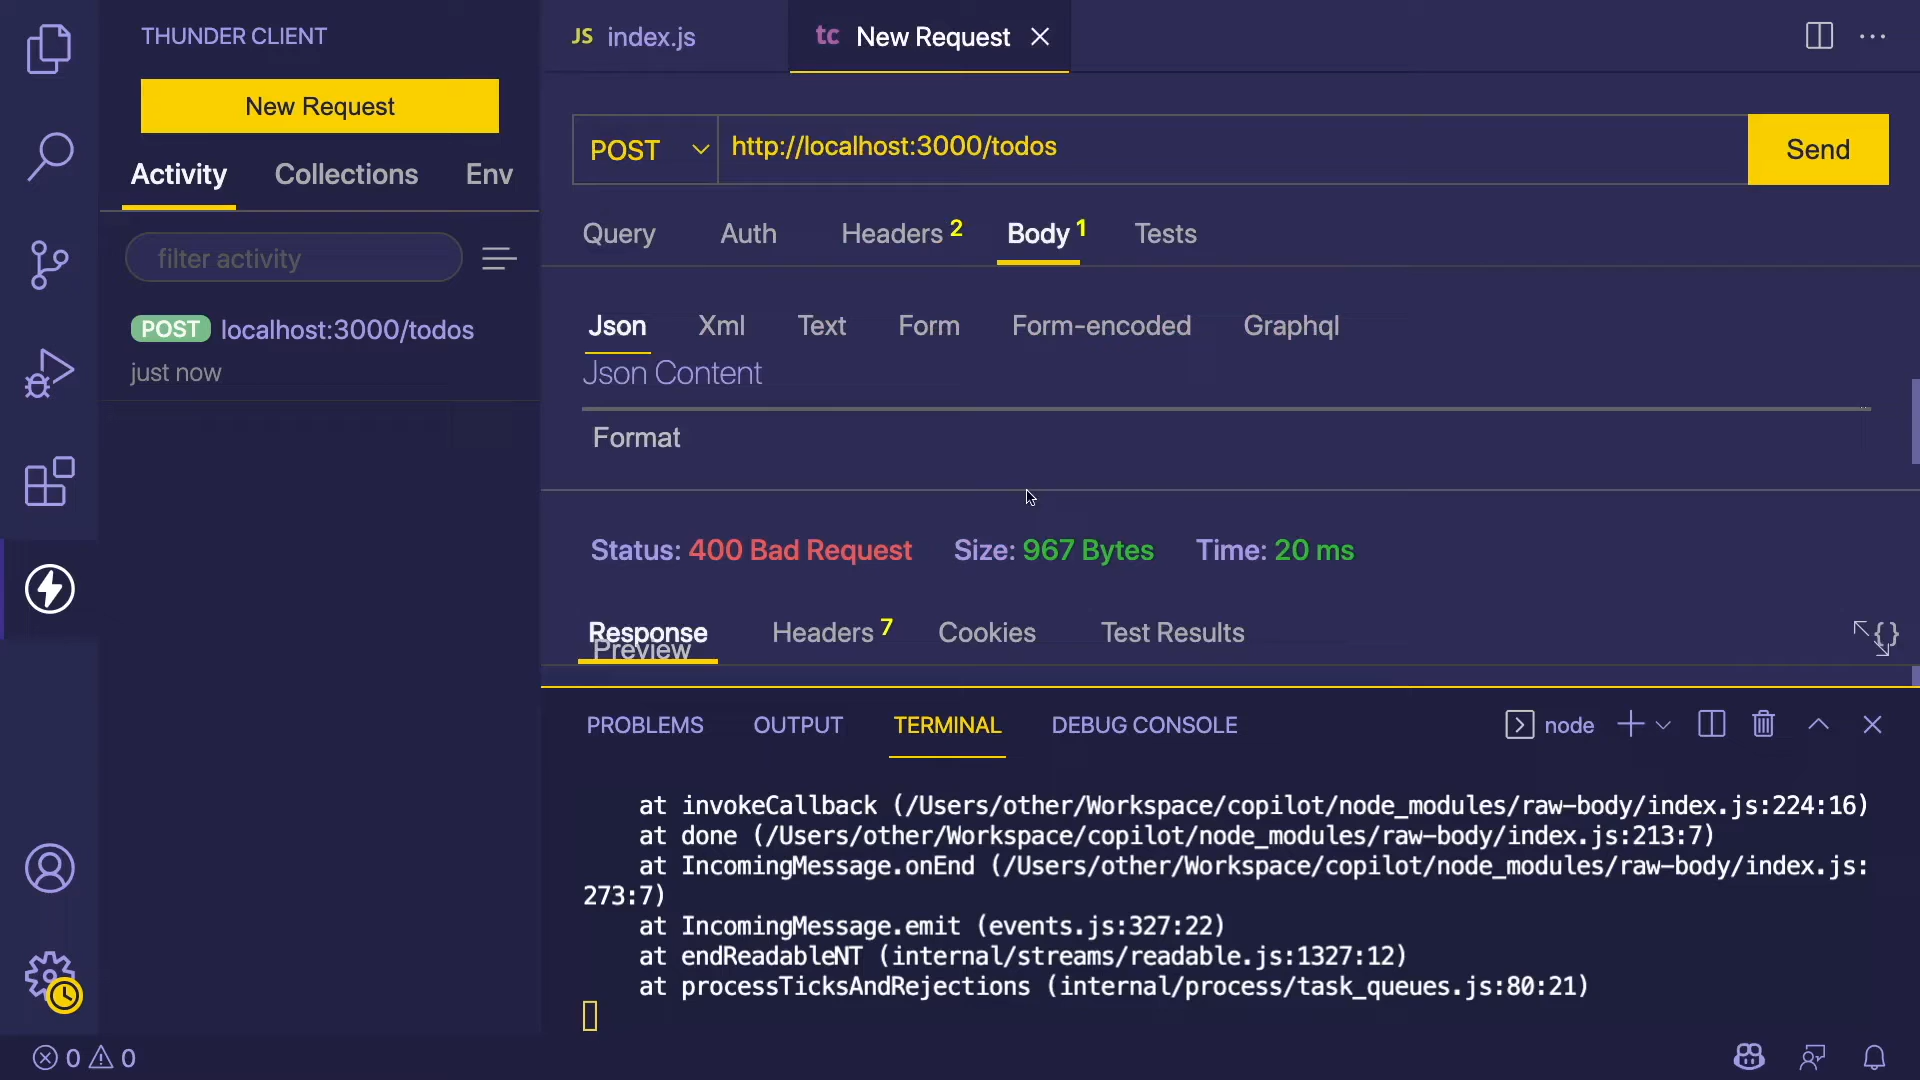 THUNDER CLIENT
New Request
Activity Collections Env
filter activity
POST localhost:3000/todos
just now
JS index.js
tc New Request
POST http://localhost:3000/todos Send
Query Auth Headers 2 Body 1 Tests
Json Xml Text Form Form-encoded Graphql
Json Content
Format
Status: 400 Bad Request Size: 967 Bytes Time: 20 ms
Response Headers 7 Cookies Test Results {}
Preview
PROBLEMS OUTPUT TERMINAL DEBUG CONSOLE node
at invokeCallback (/Users/other/Workspace/copilot/node_modules/raw-body/index.js:224:16)
at done (/Users/other/Workspace/copilot/node_modules/raw-body/index.js:213:7)
at IncomingMessage.onEnd (/Users/other/Workspace/copilot/node_modules/raw-body/index.js:
273:7)
at IncomingMessage.emit (events.js:327:22)
at endReadableNT (internal/streams/readable.js:1327:12)
at processTicksAndRejections (internal/process/task_queues.js:80:21)
0 0